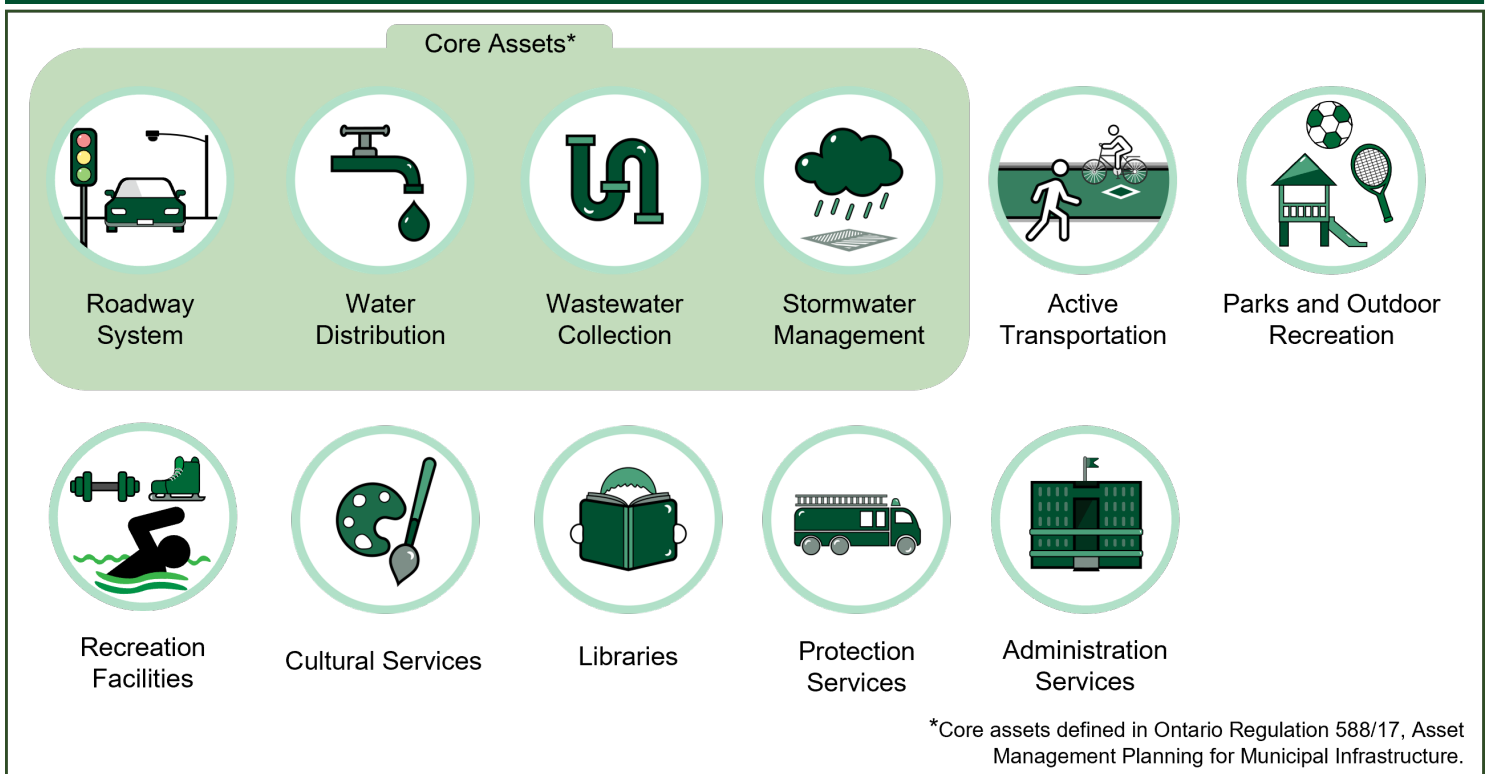 Core Assets*
Roadway
System
Water
Distribution
Wastewater
Collection
Stormwater
Management
Active
Transportation
Parks and Outdoor
Recreation
Recreation
Facilities
Cultural Services
Libraries
Protection
Services
Administration
Services
*Core assets defined in Ontario Regulation 588/17, Asset
Management Planning for Municipal Infrastructure.